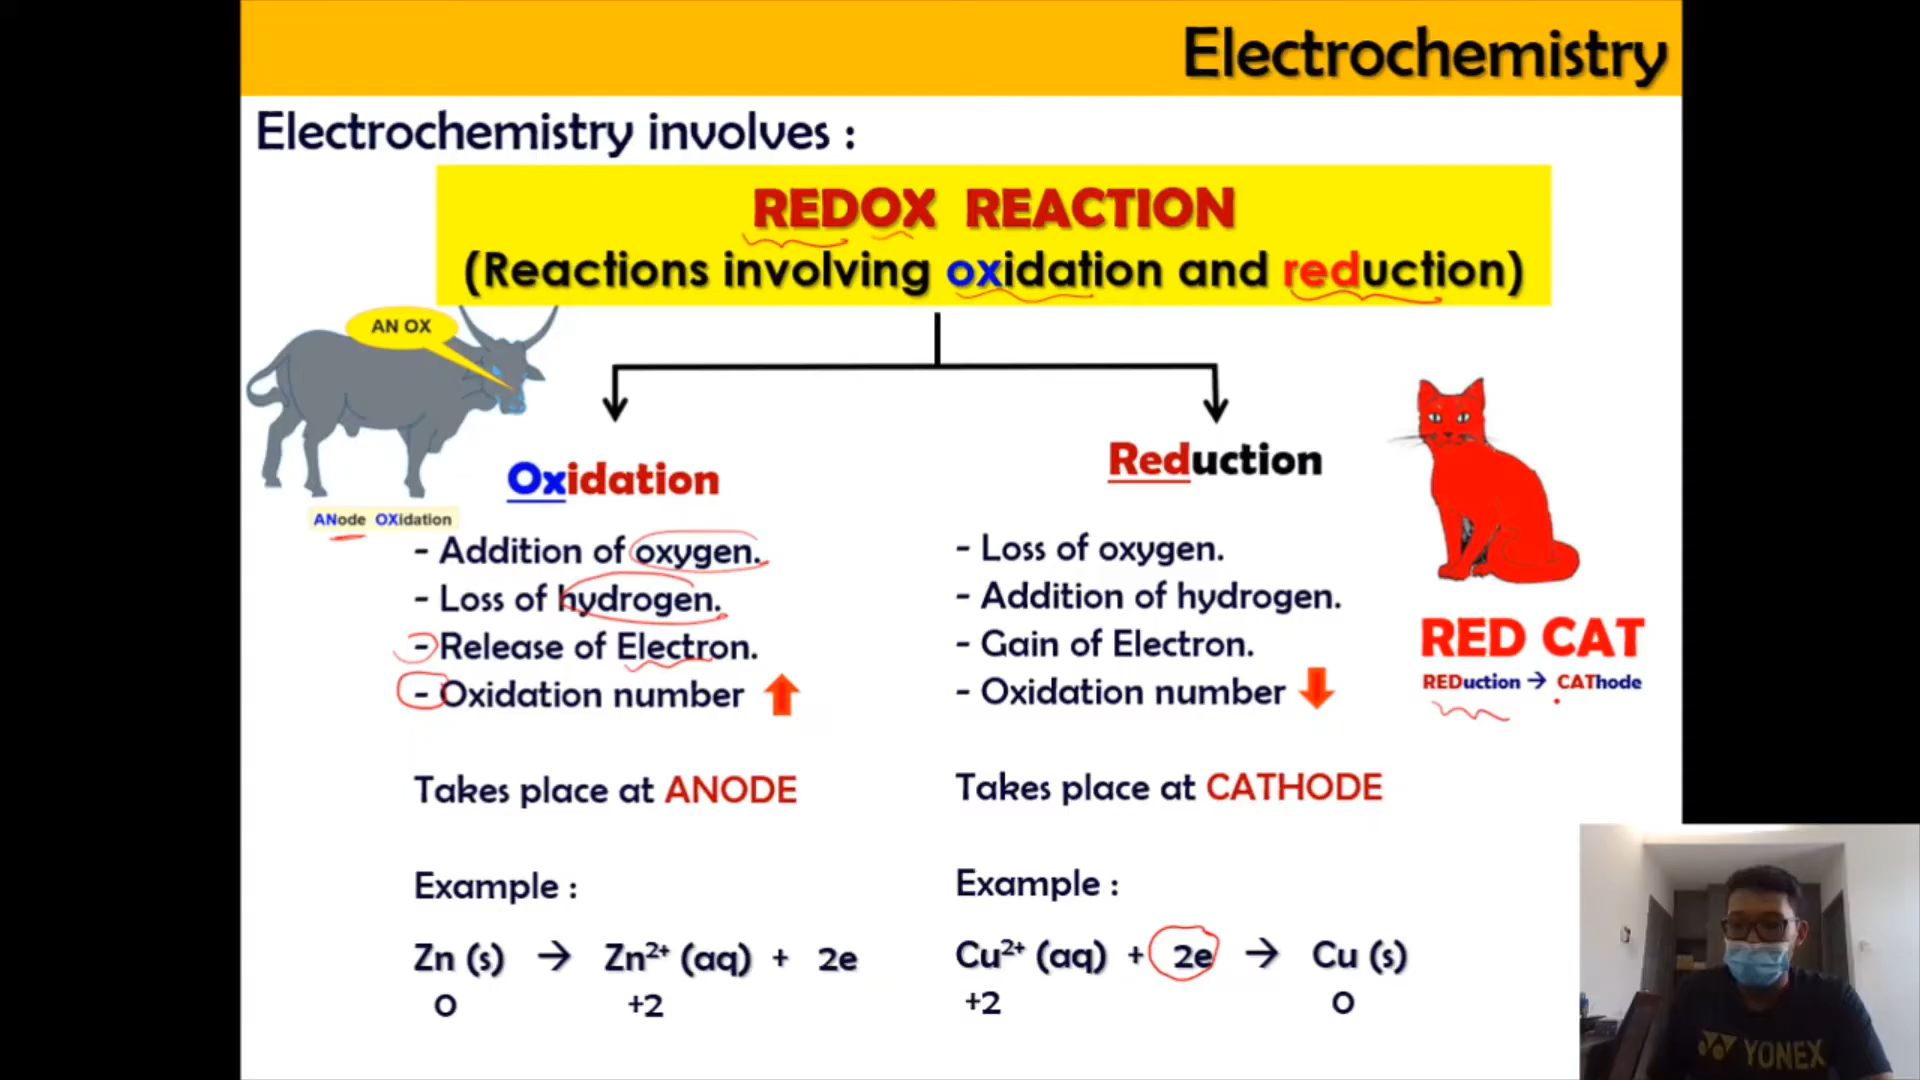 Electrochemistry
Electrochemistry involves :
REDOX REACTION
(Reactions involving oxidation and reduction)
AN OX
ANode OXidation
Oxidation
- Addition of oxygen.
- Loss of hydrogen.
- Release of Electron.
- Oxidation number
Takes place at ANODE
Example :
Zn (s) → Zn²⁺ (aq) + 2e
0 +2
Reduction
- Loss of oxygen.
- Addition of hydrogen.
- Gain of Electron.
- Oxidation number
Takes place at CATHODE
Example :
Cu²⁺ (aq) + 2e → Cu (s)
+2 0
RED CAT
REDuction → CAThode
YONEX